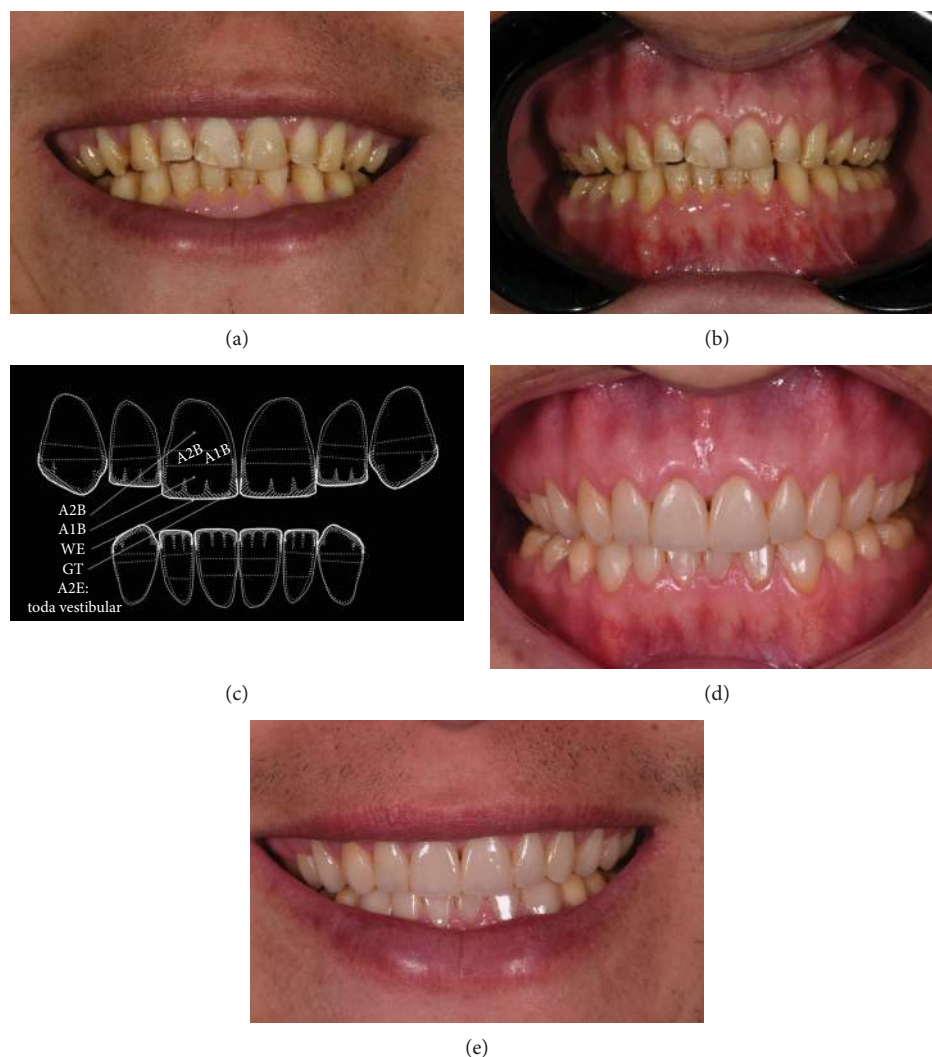 (a)
(b)
A2B A1B
A2B
A1B
WE
GT
A2E:
toda vestibular
(c)
(d)
(e)